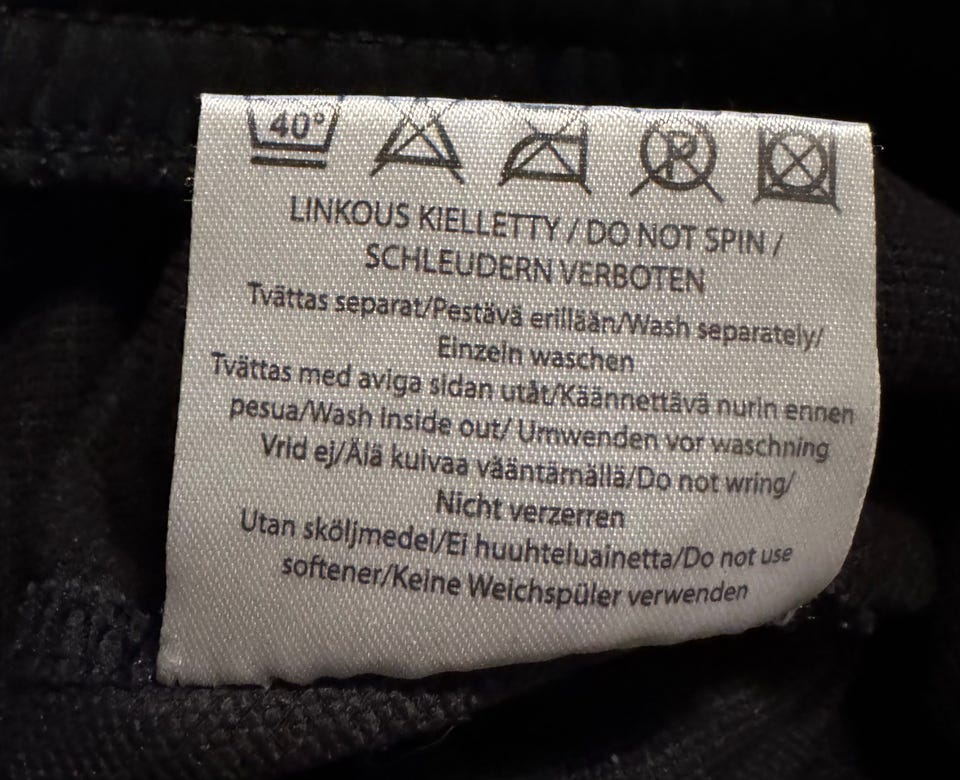 40°
P
LINKOUS KIELLETTY / DO NOT SPIN /
SCHLEUDERN VERBOTEN
Tvättas separat/Pestävä erillään/Wash separately/
Einzeln waschen
Tvättas med aviga sidan utåt/Käännettävä nurin ennen
pesua/Wash Inside out/ Umwenden vor waschning
Vrid ej/Älä kuivaa vääntämällä/Do not wring/
Nicht verzerren
Utan sköljmedel/Ei huuhteluainetta/Do not use
softener/Keine Weichspüler verwenden